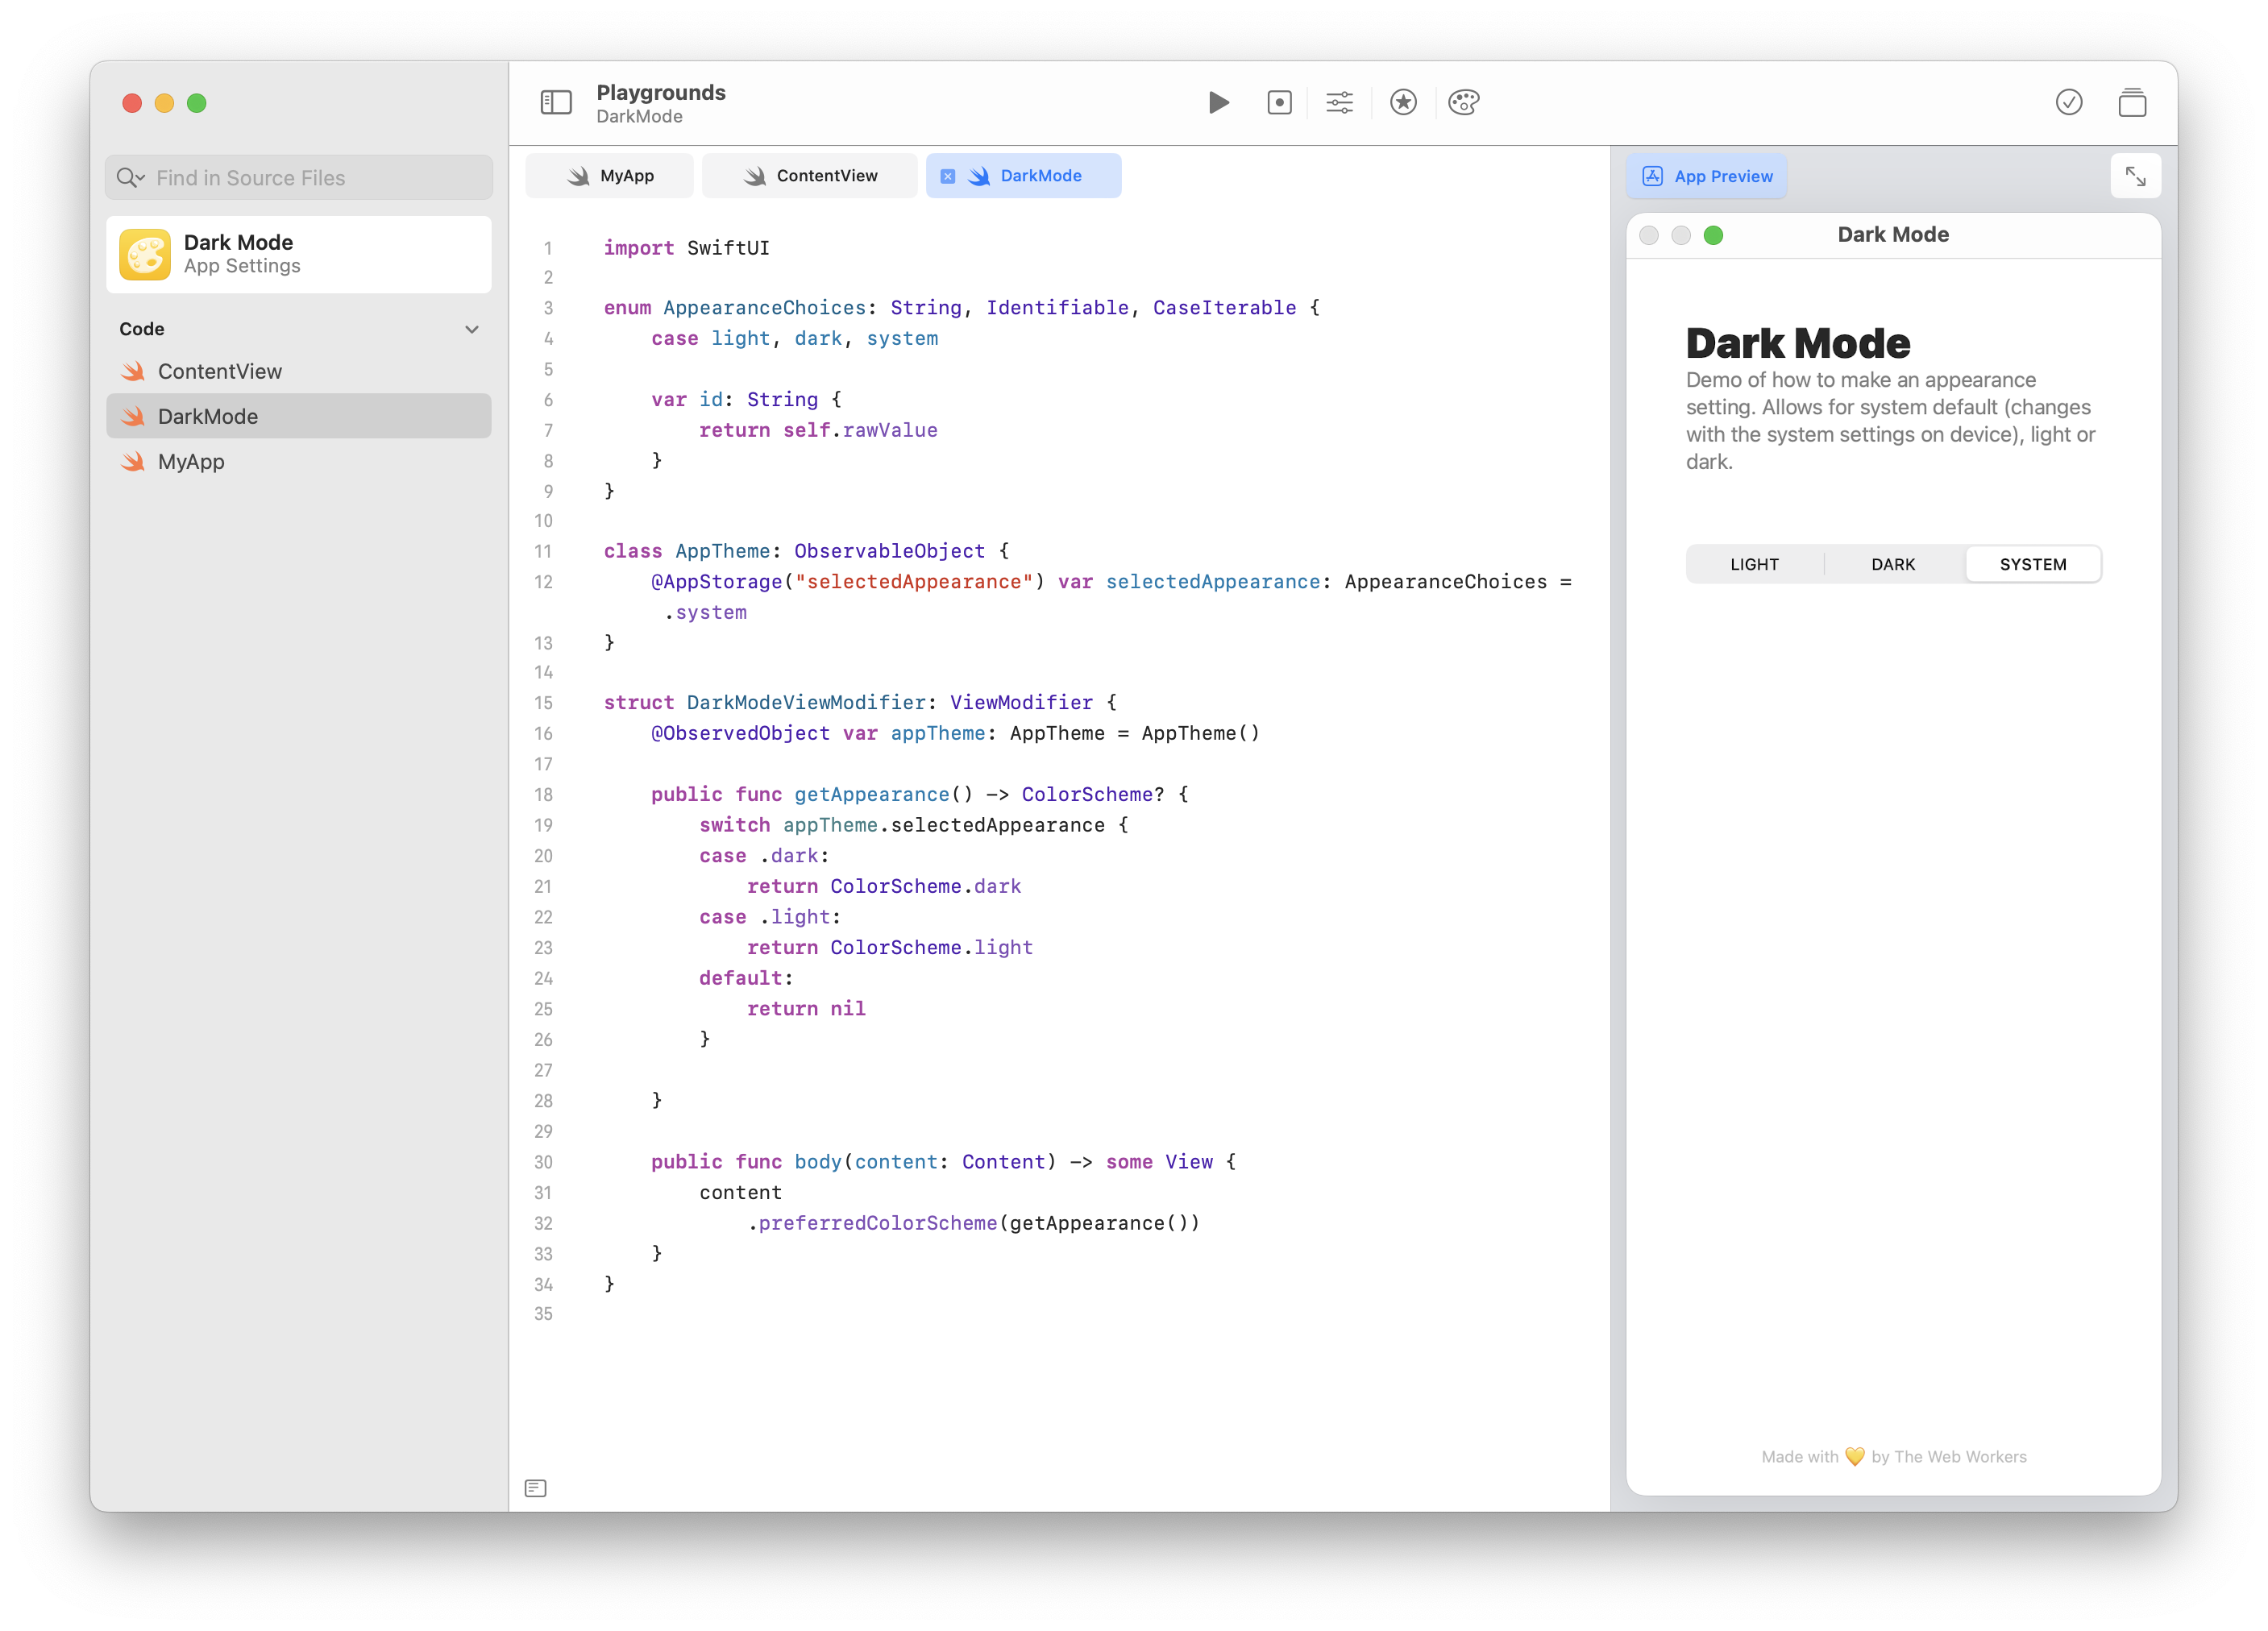 Playgrounds
DarkMode
Find in Source Files
Dark Mode
App Settings
Code
ContentView
DarkMode
MyApp
MyApp
ContentView
DarkMode
1 import SwiftUI
2
3 enum AppearanceChoices: String, Identifiable, CaseIterable {
4 case light, dark, system
5
6 var id: String {
7 return self.rawValue
8 }
9 }
10
11 class AppTheme: ObservableObject {
12 @AppStorage("selectedAppearance") var selectedAppearance: AppearanceChoices =
.system
13 }
14
15 struct DarkModeViewModifier: ViewModifier {
16 @ObservedObject var appTheme: AppTheme = AppTheme()
17
18 public func getAppearance() -> ColorScheme? {
19 switch appTheme.selectedAppearance {
20 case .dark:
21 return ColorScheme.dark
22 case .light:
23 return ColorScheme.light
24 default:
25 return nil
26 }
27
28 }
29
30 public func body(content: Content) -> some View {
31 content
32 .preferredColorScheme(getAppearance())
33 }
34 }
35
App Preview
Dark Mode
Dark Mode
Demo of how to make an appearance
setting. Allows for system default (changes
with the system settings on device), light or
dark.
LIGHT DARK SYSTEM
Made with 💛 by The Web Workers